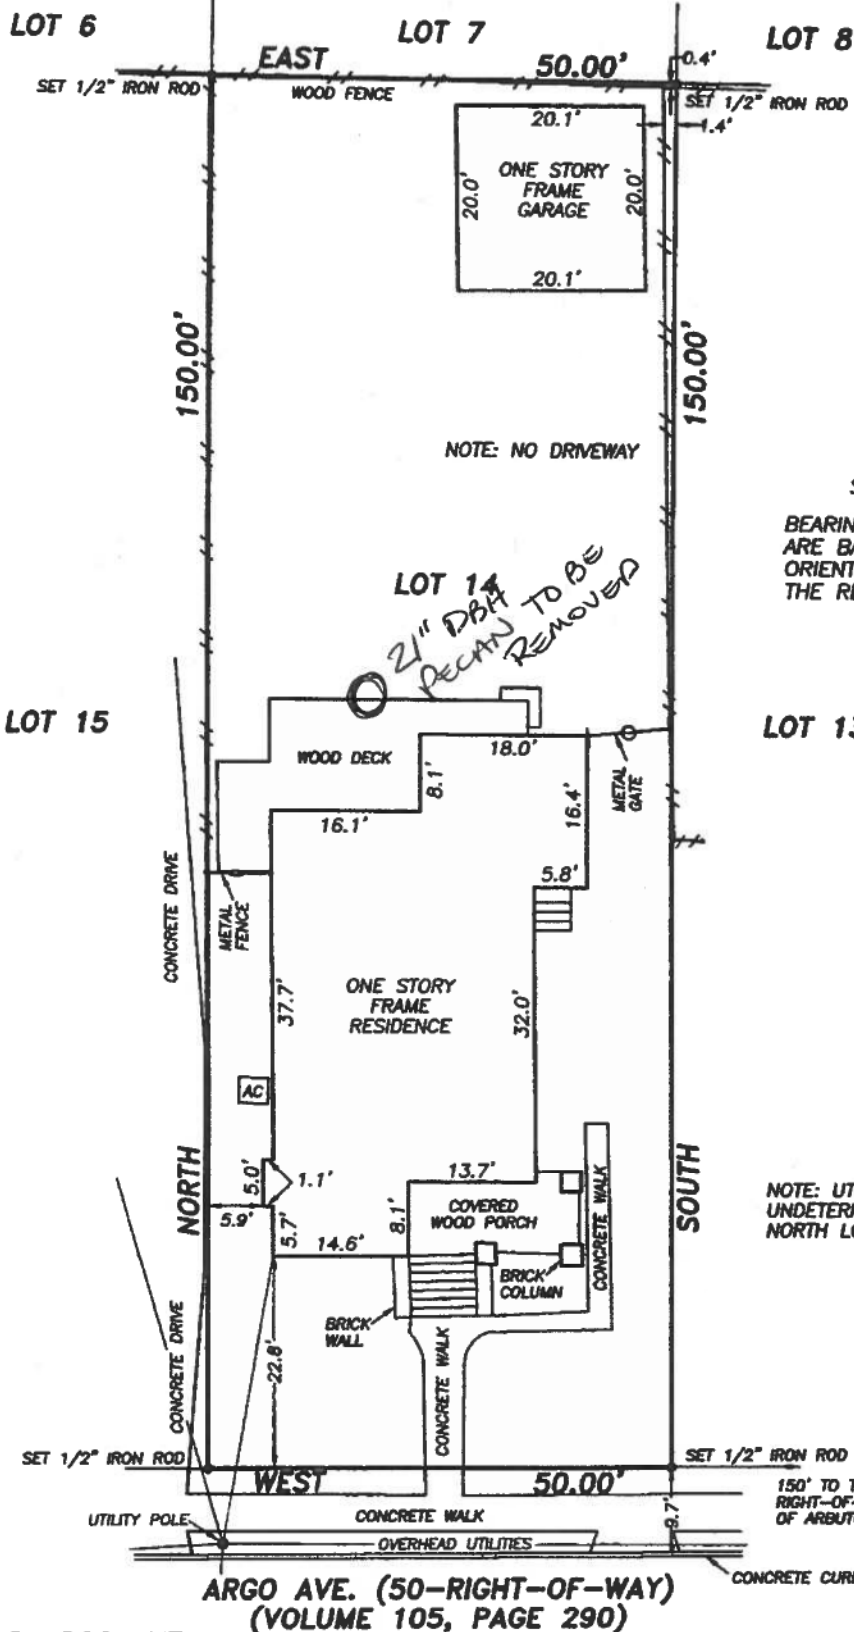 LOT 6
LOT 7
LOT 8
EAST
50.00'
0.4'
SET 1/2" IRON ROD
WOOD FENCE
SET 1/2" IRON ROD
1.4'
20.1'
ONE STORY
FRAME
GARAGE
20.0'
20.0'
20.1'
150.00'
150.00'
NOTE: NO DRIVEWAY
BEARIN
ARE BA
ORIENT
THE RE
LOT 14
21" DBH
PECAN TO BE
REMOVED
LOT 15
LOT 13
WOOD DECK
18.0'
8.1'
METAL
GATE
16.4'
16.1'
5.8'
CONCRETE DRIVE
METAL
FENCE
37.7'
ONE STORY
FRAME
RESIDENCE
32.0'
AC
NORTH
5.0'
1.1'
13.7'
SOUTH
5.9'
5.7'
8.1'
COVERED
WOOD PORCH
CONCRETE WALK
NOTE: UT
UNDETER
NORTH LO
14.6'
BRICK
COLUMN
BRICK
WALL
22.8'
CONCRETE DRIVE
CONCRETE WALK
SET 1/2" IRON ROD
SET 1/2" IRON ROD
WEST
50.00'
150' TO T
RIGHT-OF-
OF ARBUT
9.7'
CONCRETE WALK
UTILITY POLE
OVERHEAD UTILITIES
CONCRETE CURB
ARGO AVE. (50-RIGHT-OF-WAY)
(VOLUME 105, PAGE 290)